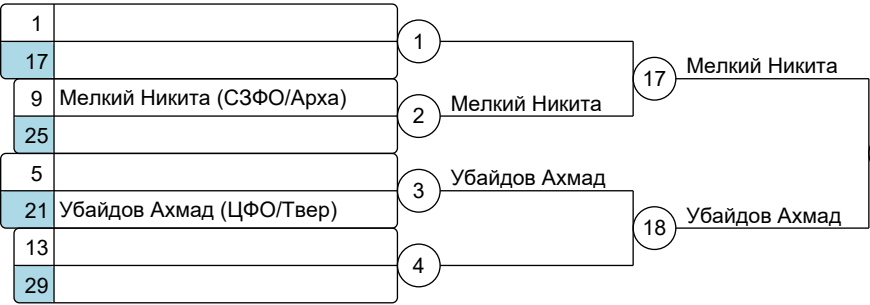 1
17
9 Мелкий Никита (СЗФО/Арха)
25
5
21 Убайдов Ахмад (ЦФО/Твер)
13
29
1
2 Мелкий Никита
3 Убайдов Ахмад
4
17 Мелкий Никита
18 Убайдов Ахмад